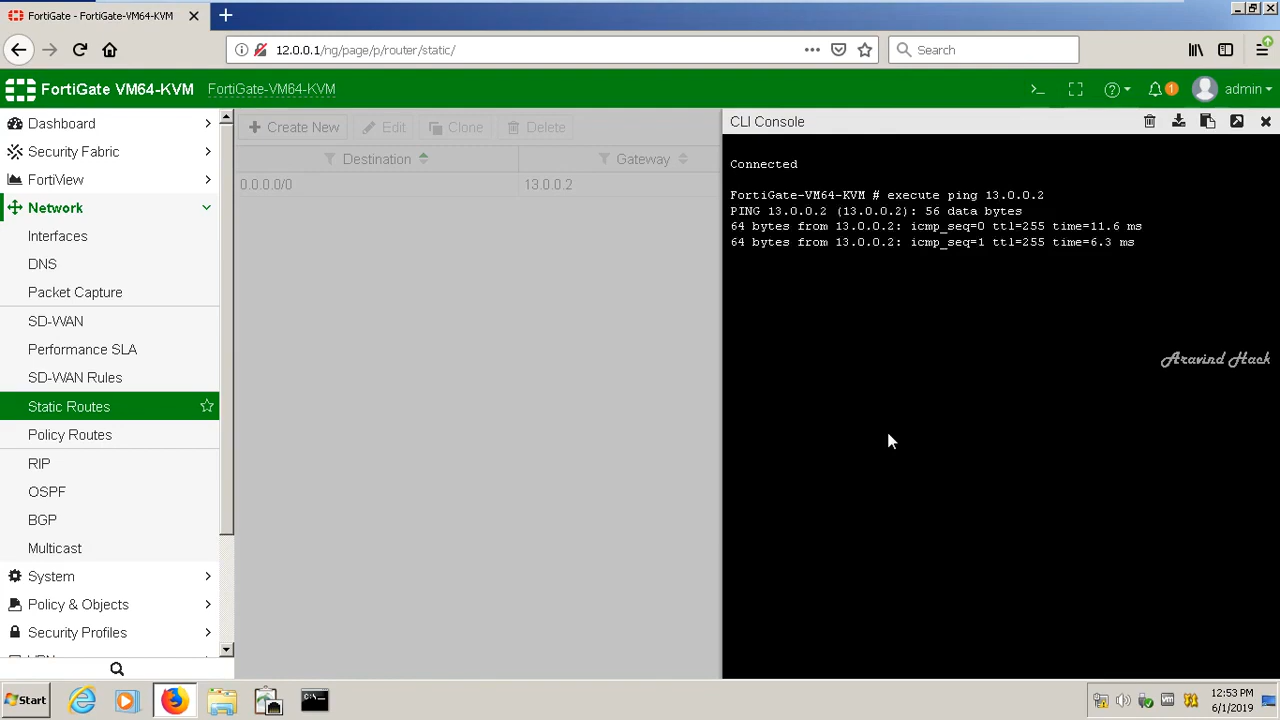 FortiGate - FortiGate-VM64-KVM
12.0.0.1/ng/page/p/router/static/
Search
FortiGate VM64-KVM
FortiGate-VM64-KVM
1
admin
Dashboard
Security Fabric
FortiView
Network
Interfaces
DNS
Packet Capture
SD-WAN
Performance SLA
SD-WAN Rules
Static Routes
Policy Routes
RIP
OSPF
BGP
Multicast
System
Policy & Objects
Security Profiles
Create New
Edit
Clone
Delete
Destination
Gateway
0.0.0.0/0
13.0.0.2
CLI Console
Connected
FortiGate-VM64-KVM # execute ping 13.0.0.2
PING 13.0.0.2 (13.0.0.2): 56 data bytes
64 bytes from 13.0.0.2: icmp_seq=0 ttl=255 time=11.6 ms
64 bytes from 13.0.0.2: icmp_seq=1 ttl=255 time=6.3 ms
Aravind Hack
Start
12:53 PM
6/1/2019